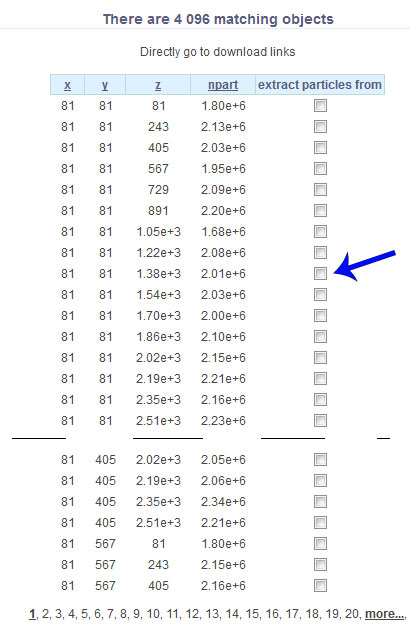 There are 4 096 matching objects
Directly go to download links
x y z npart extract particles from
81 81 81 1.80e+6
81 81 243 2.13e+6
81 81 405 2.03e+6
81 81 567 1.95e+6
81 81 729 2.09e+6
81 81 891 2.20e+6
81 81 1.05e+3 1.68e+6
81 81 1.22e+3 2.08e+6
81 81 1.38e+3 2.01e+6
81 81 1.54e+3 2.03e+6
81 81 1.70e+3 2.00e+6
81 81 1.86e+3 2.10e+6
81 81 2.02e+3 2.15e+6
81 81 2.19e+3 2.21e+6
81 81 2.35e+3 2.16e+6
81 81 2.51e+3 2.23e+6
81 405 2.02e+3 2.05e+6
81 405 2.19e+3 2.06e+6
81 405 2.35e+3 2.34e+6
81 405 2.51e+3 2.21e+6
81 567 81 1.80e+6
81 567 243 2.15e+6
81 567 405 2.16e+6
1, 2, 3, 4, 5, 6, 7, 8, 9, 10, 11, 12, 13, 14, 15, 16, 17, 18, 19, 20, more...,